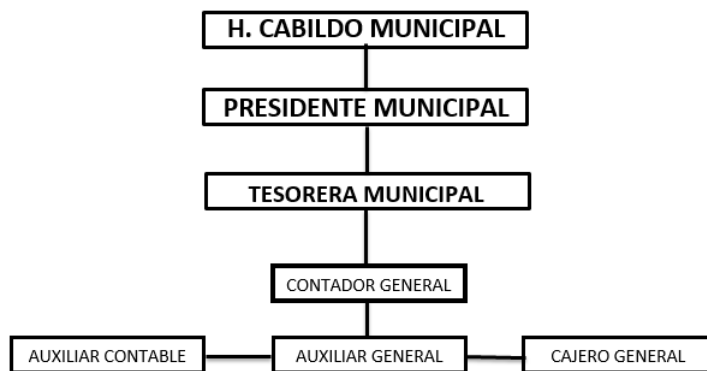 H. CABILDO MUNICIPAL
PRESIDENTE MUNICIPAL
TESORERA MUNICIPAL
CONTADOR GENERAL
AUXILIAR CONTABLE
AUXILIAR GENERAL
CAJERO GENERAL